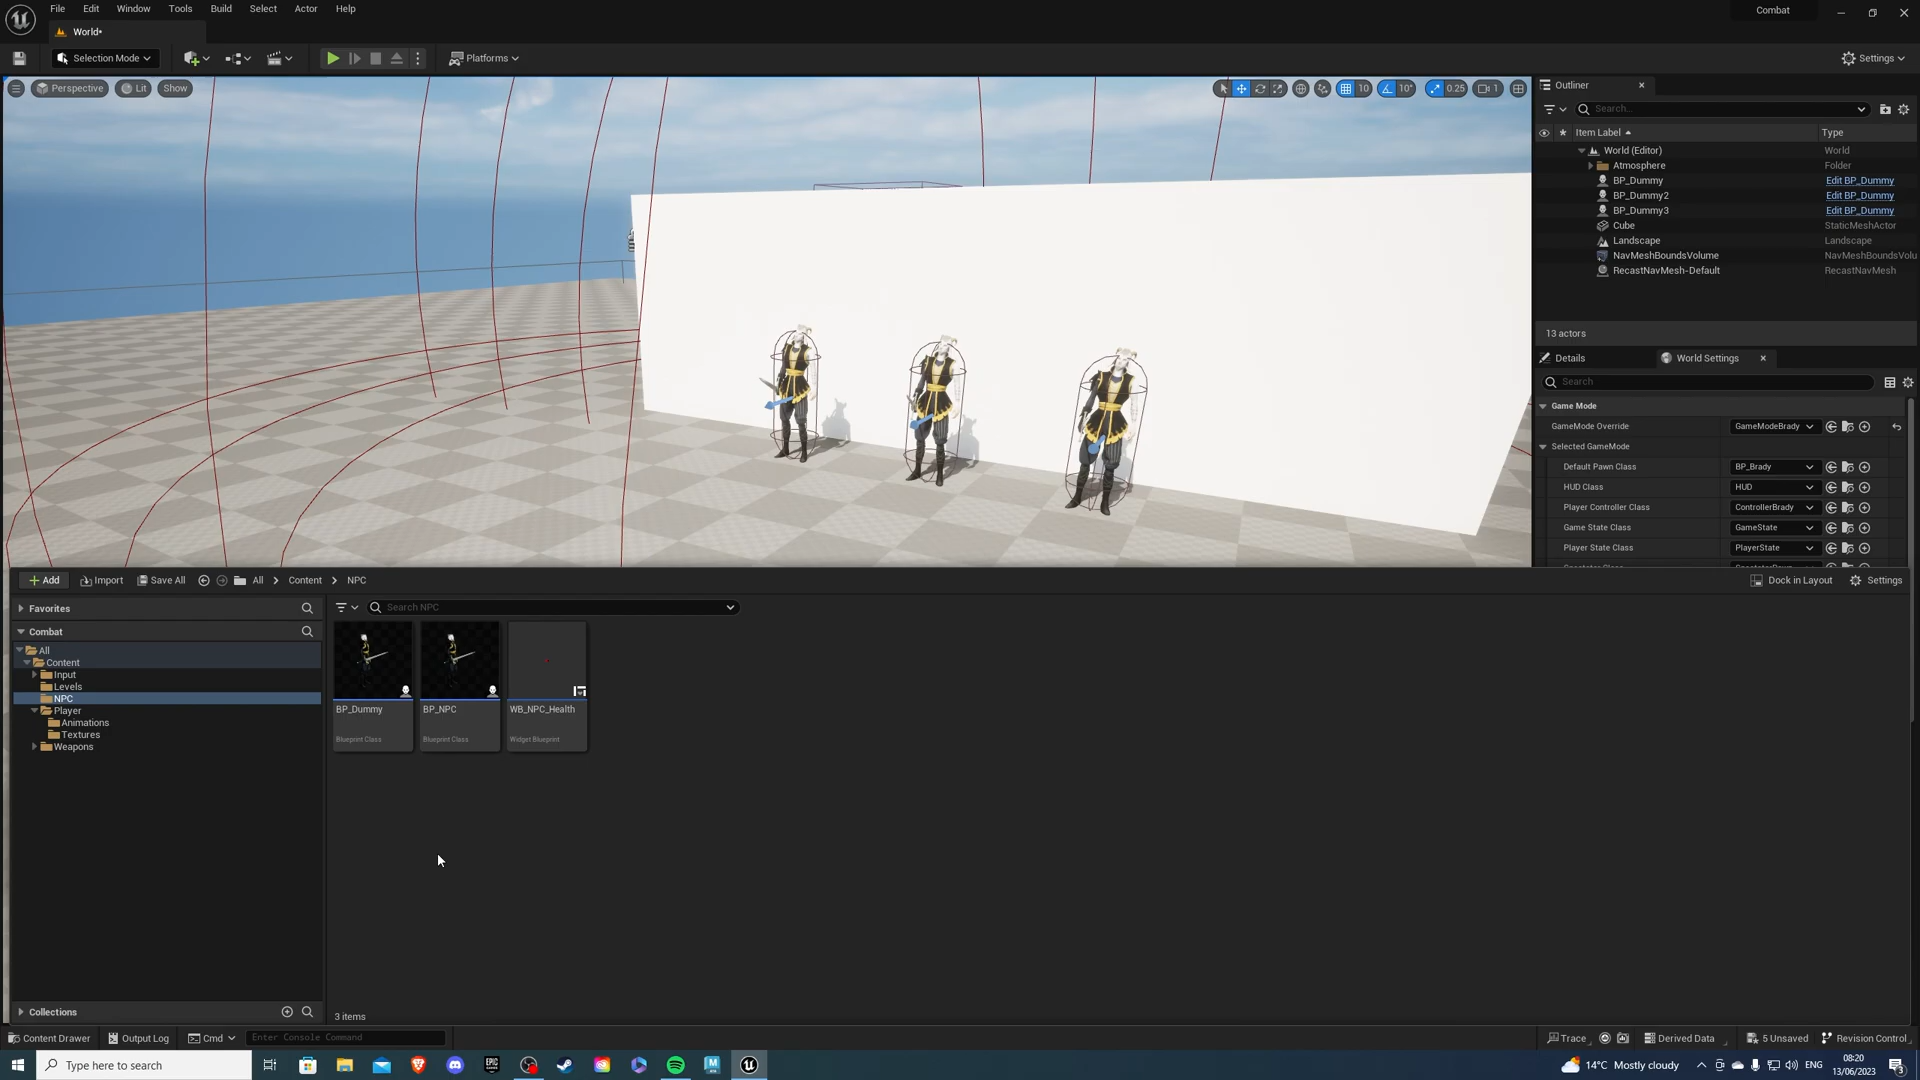 File Edit Window Tools Build Select Actor Help
Combat
World•
Selection Mode
Platforms
Settings
Perspective Lit Show
10 10° 0.25 1
Outliner
Search...
Item Label Type
World (Editor) World
Atmosphere Folder
BP_Dummy Edit BP_Dummy
BP_Dummy2 Edit BP_Dummy
BP_Dummy3 Edit BP_Dummy
Cube StaticMeshActor
Landscape Landscape
NavMeshBoundsVolume NavMeshBoundsVolu
RecastNavMesh-Default RecastNavMesh
13 actors
Details World Settings
Search
Game Mode
GameMode Override GameModeBrady
Selected GameMode
Default Pawn Class BP_Brady
HUD Class HUD
Player Controller Class ControllerBrady
Game State Class GameState
Player State Class PlayerState
Add Import Save All All Content NPC
Dock in Layout Settings
Favorites
Search NPC
Combat
All
Content
Input
Levels
NPC
Player
Animations
Textures
Weapons
BP_Dummy BP_NPC WB_NPC_Health
Blueprint Class Blueprint Class Widget Blueprint
Collections
3 items
Content Drawer Output Log Cmd Enter Console Command
Trace Derived Data 5 Unsaved Revision Control
Type here to search
14°C Mostly cloudy ENG
08:20
13/06/2023
3